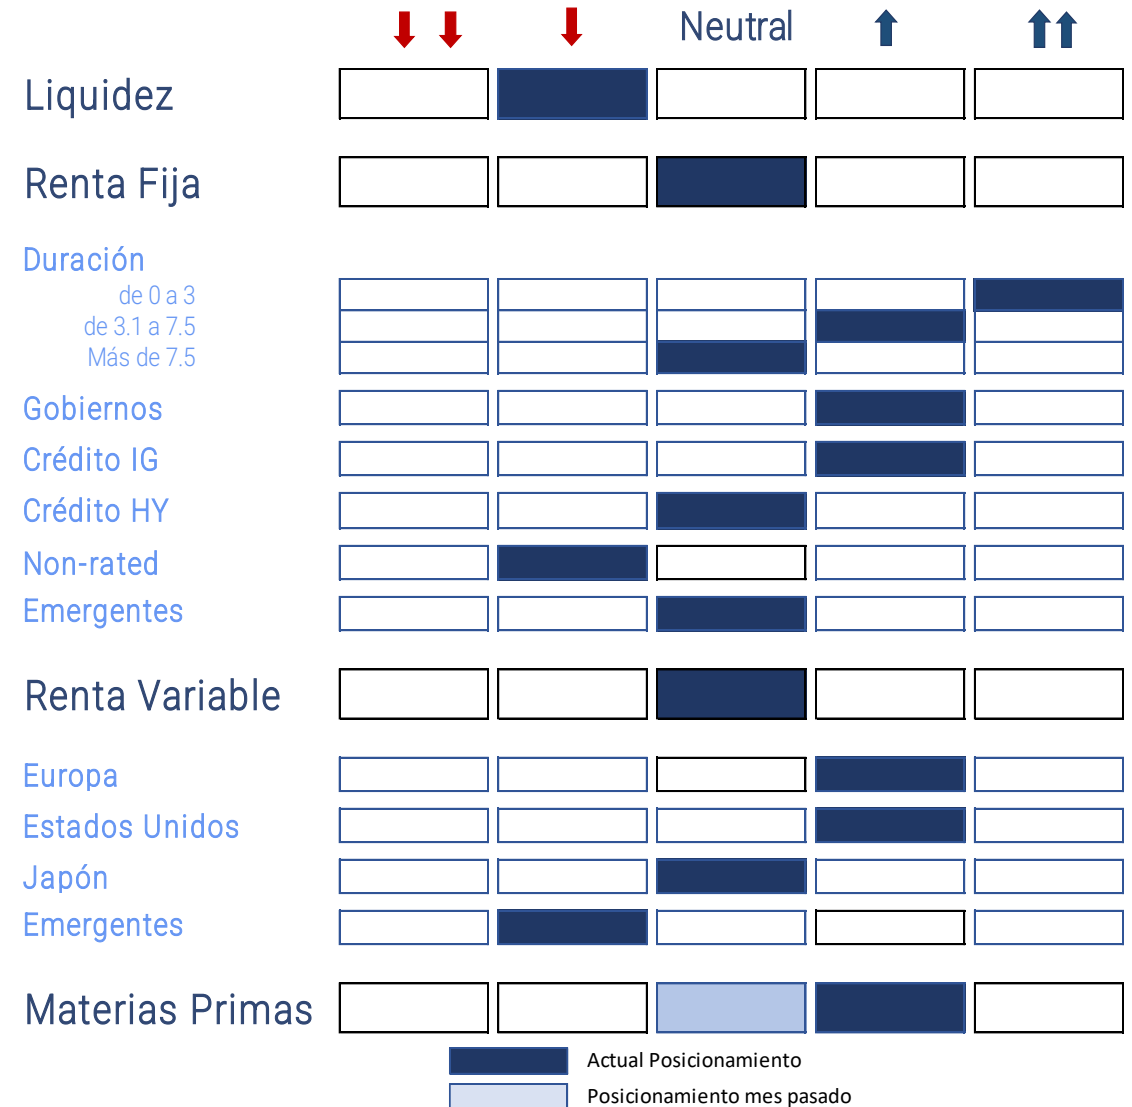 Neutral
Liquidez
Renta Fija
Duración
de 0 a 3
de 3.1 a 7.5
Más de 7.5
Gobiernos
Crédito IG
Crédito HY
Non-rated
Emergentes
Renta Variable
Europa
Estados Unidos
Japón
Emergentes
Materias Primas
Actual Posicionamiento
Posicionamiento mes pasado